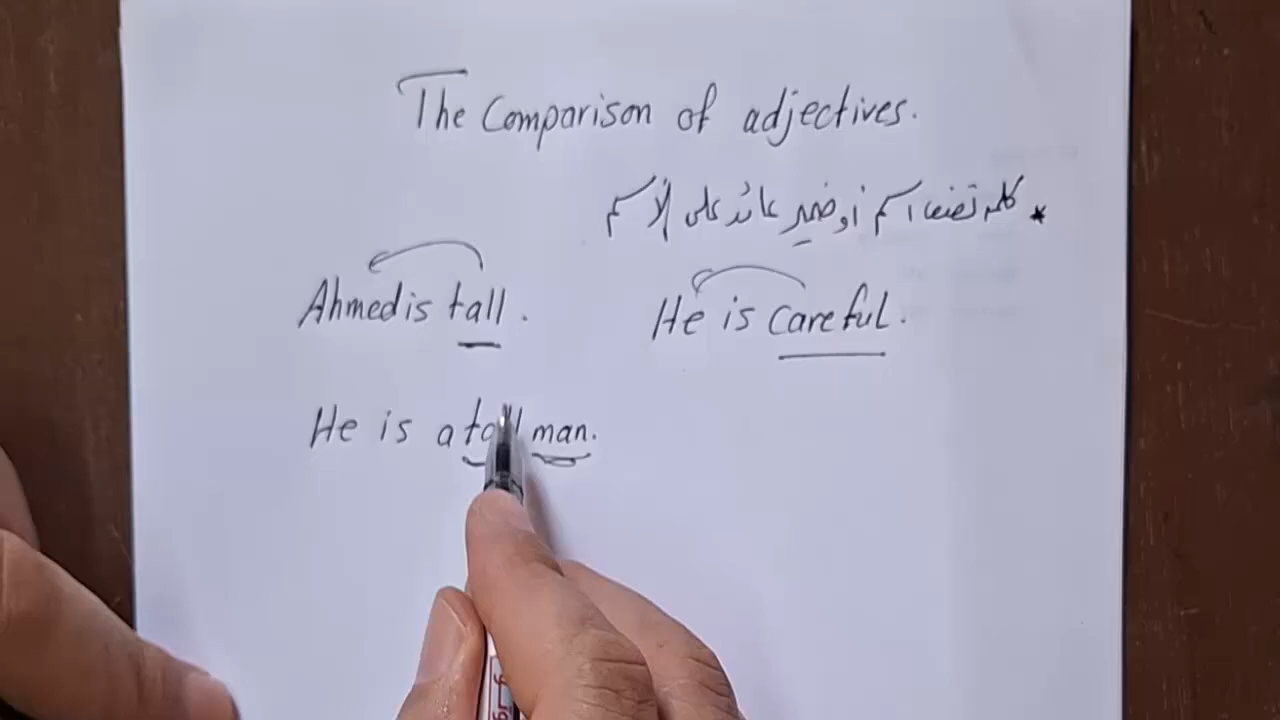 The Comparison of adjectives.
* كلمة تصف اسم أو ضمير عائد على الاسم
Ahmed is tall. He is careful.
He is a tall man.